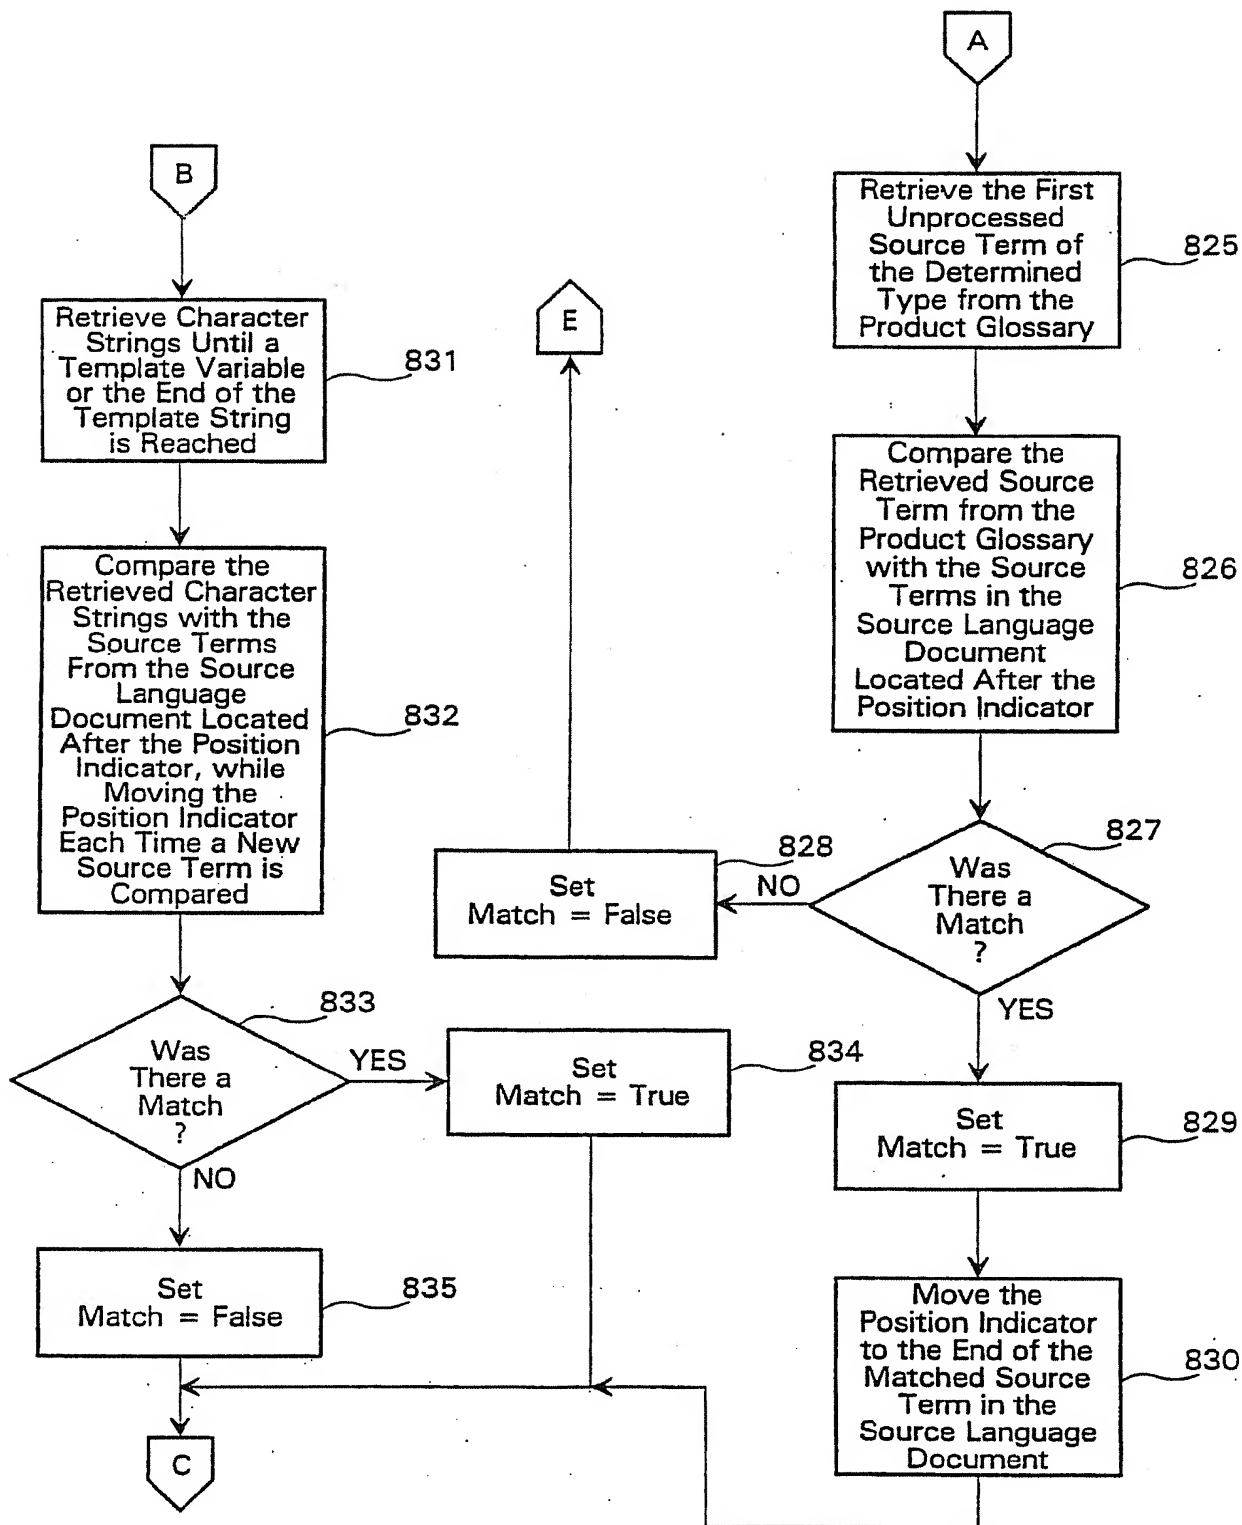 A
Retrieve the First
Unprocessed
Source Term of
the Determined
Type from the
Product Glossary
825
Compare the
Retrieved Source
Term from the
Product Glossary
with the Source
Terms in the
Source Language
Document
Located After the
Position Indicator
826
Was
There a
Match
?
827
NO
Set
Match = False
828
E
YES
Set
Match = True
829
Move the
Position Indicator
to the End of the
Matched Source
Term in the
Source Language
Document
830
B
Retrieve Character
Strings Until a
Template Variable
or the End of the
Template String
is Reached
831
Compare the
Retrieved Character
Strings with the
Source Terms
From the Source
Language
Document Located
After the Position
Indicator, while
Moving the
Position Indicator
Each Time a New
Source Term is
Compared
832
Was
There a
Match
?
833
YES
Set
Match = True
834
NO
Set
Match = False
835
C